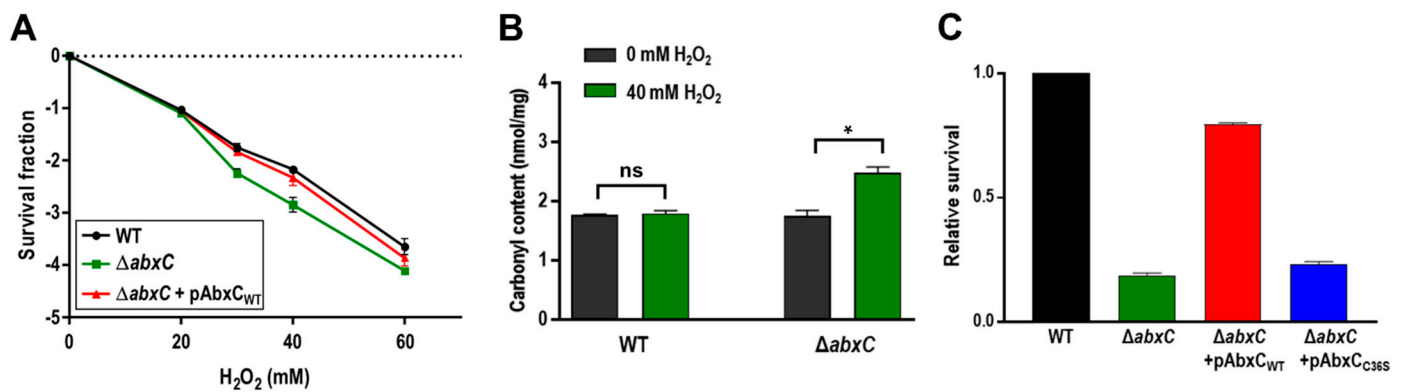 A
Survival fraction
0
-1
-2
-3
-4
-5
WT
ΔabxC
ΔabxC + pAbxCWT
0 20 40 60
H2O2 (mM)
B
0 mM H2O2
40 mM H2O2
Carbonyl content (nmol/mg)
4
3
2
1
0
ns
*
WT ΔabxC
C
Relative survival
1.0
0.5
0.0
WT ΔabxC ΔabxC ΔabxC
+pAbxCWT +pAbxCC36S